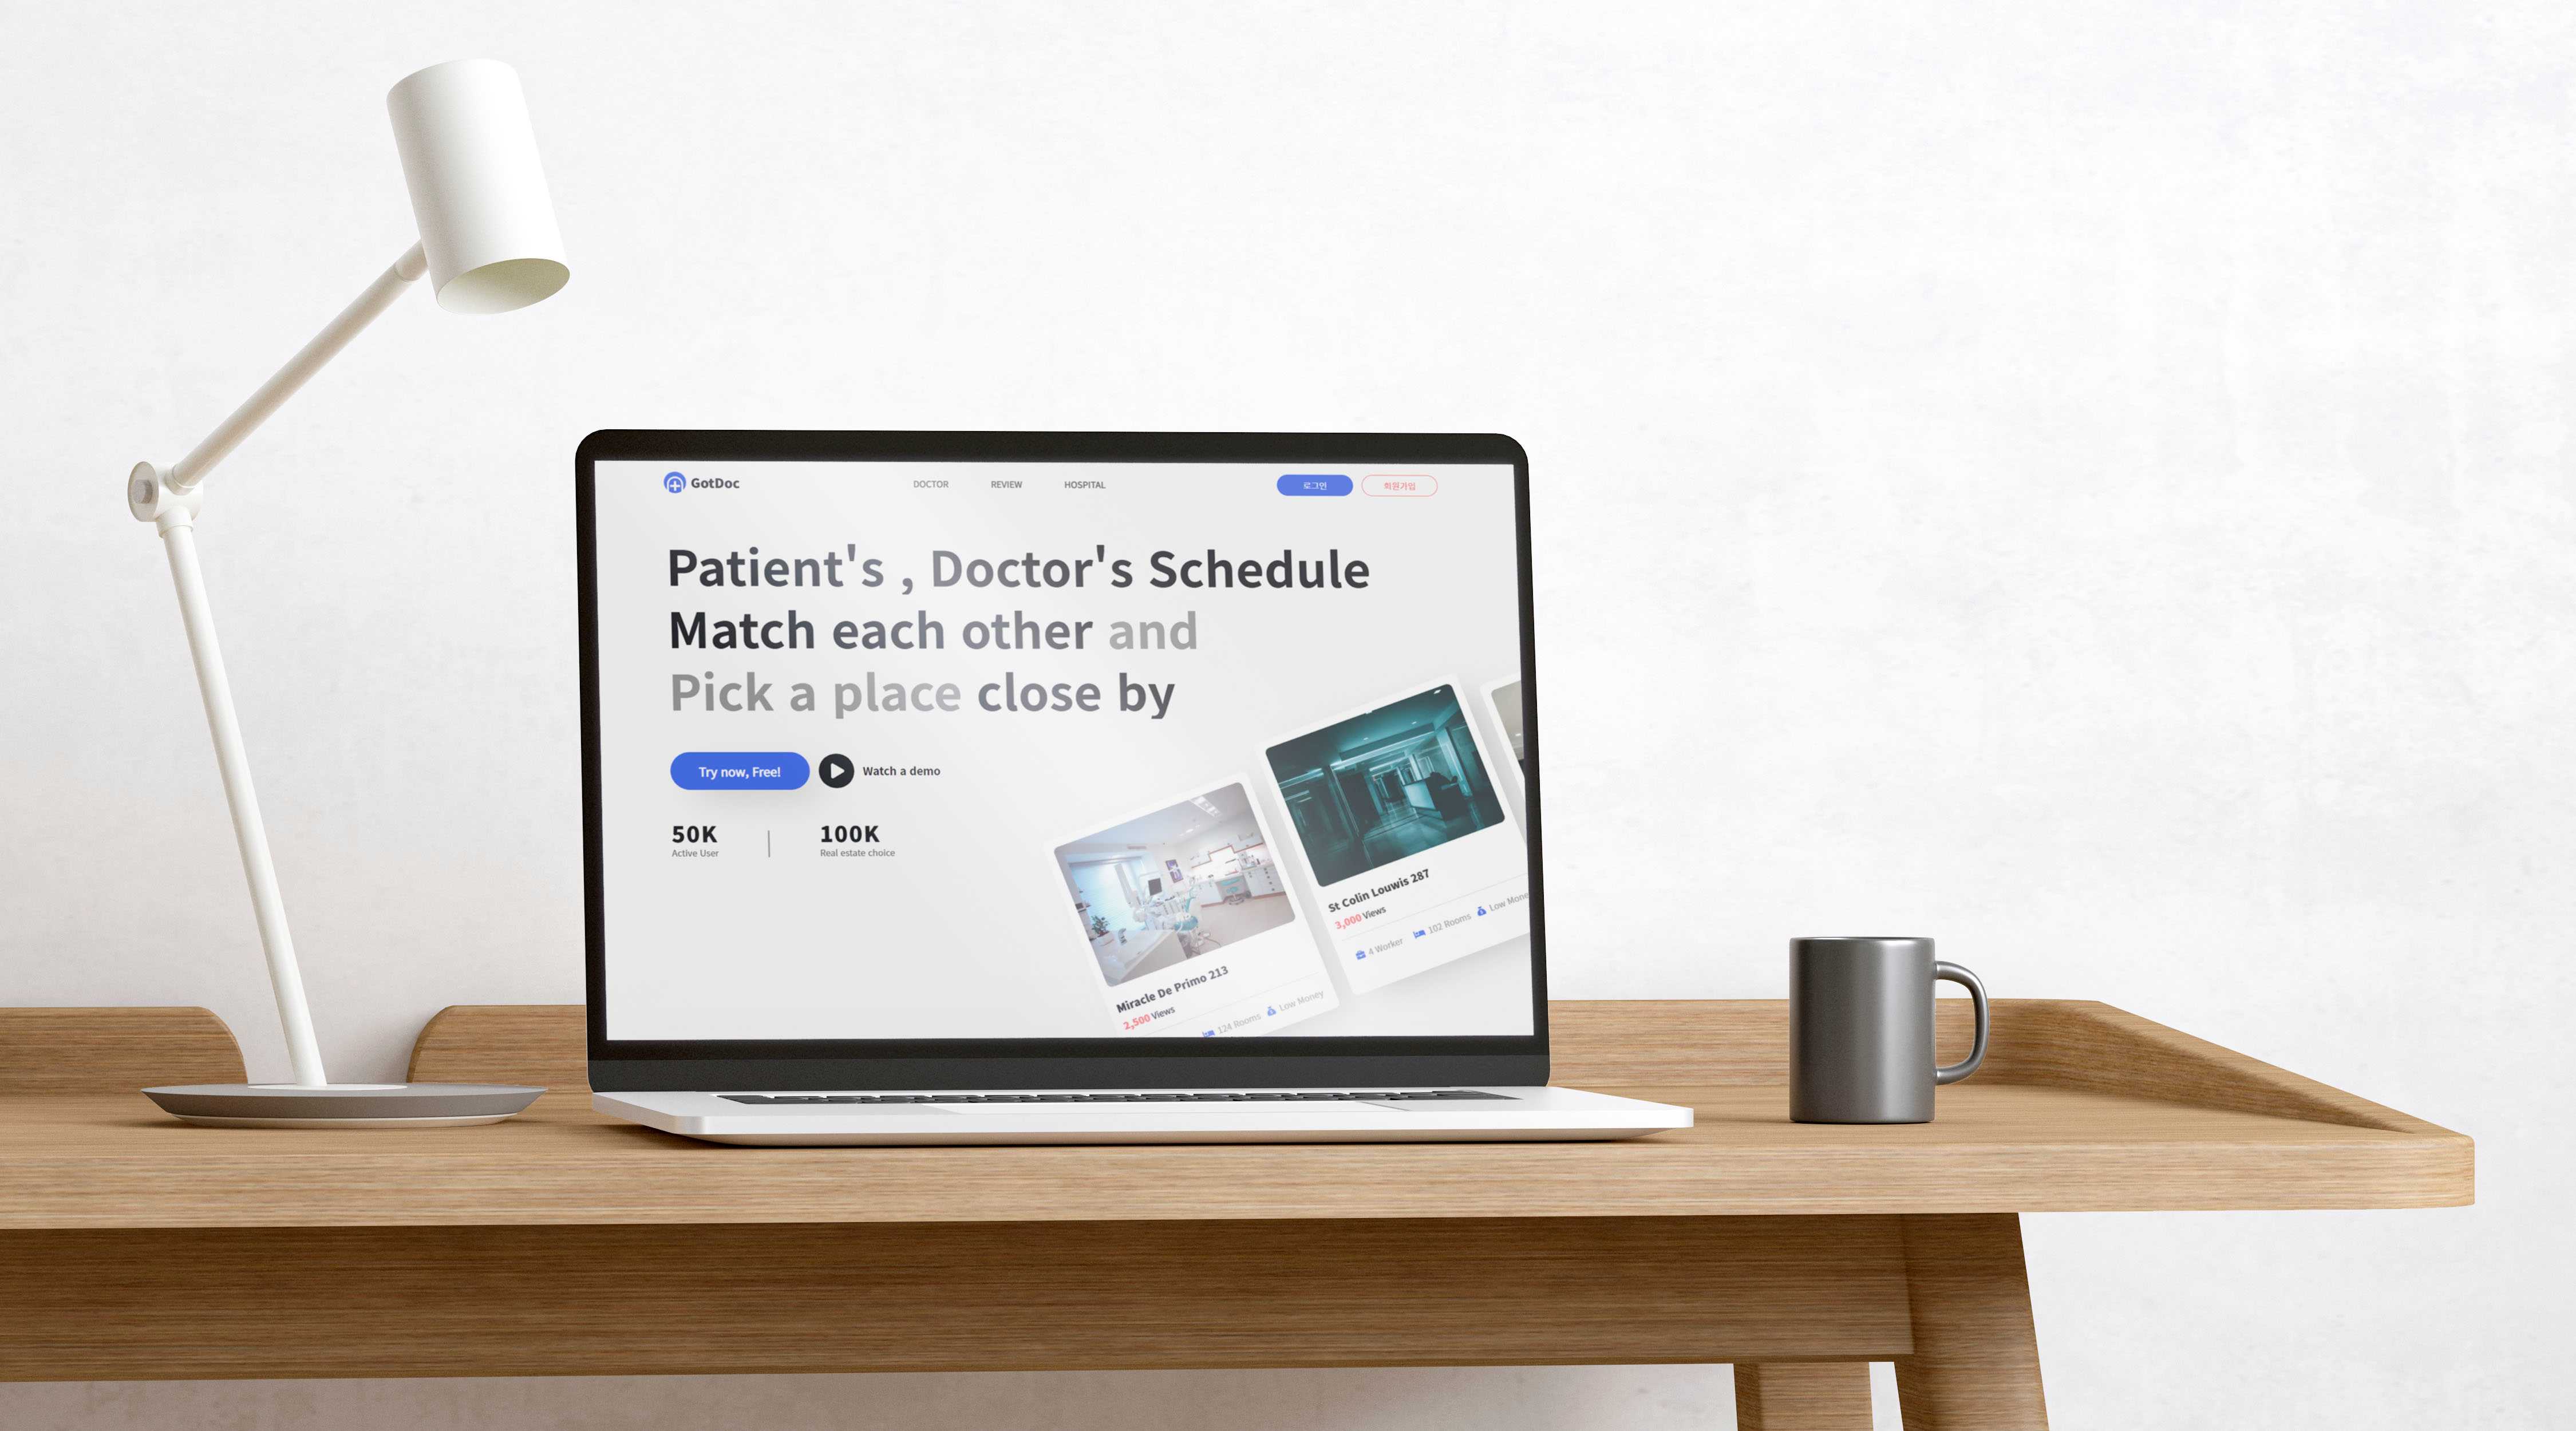 GotDoc
DOCTOR REVIEW HOSPITAL
로그인 회원가입
Patient's , Doctor's Schedule
Match each other and
Pick a place close by
Try now, Free! Watch a demo
50K 100K
Active User Real estate choice
St Colin Louwis 287
3,000 Views
4 Worker 102 Rooms Low Mone
Miracle De Primo 213
2,500 Views
124 Rooms Low Money